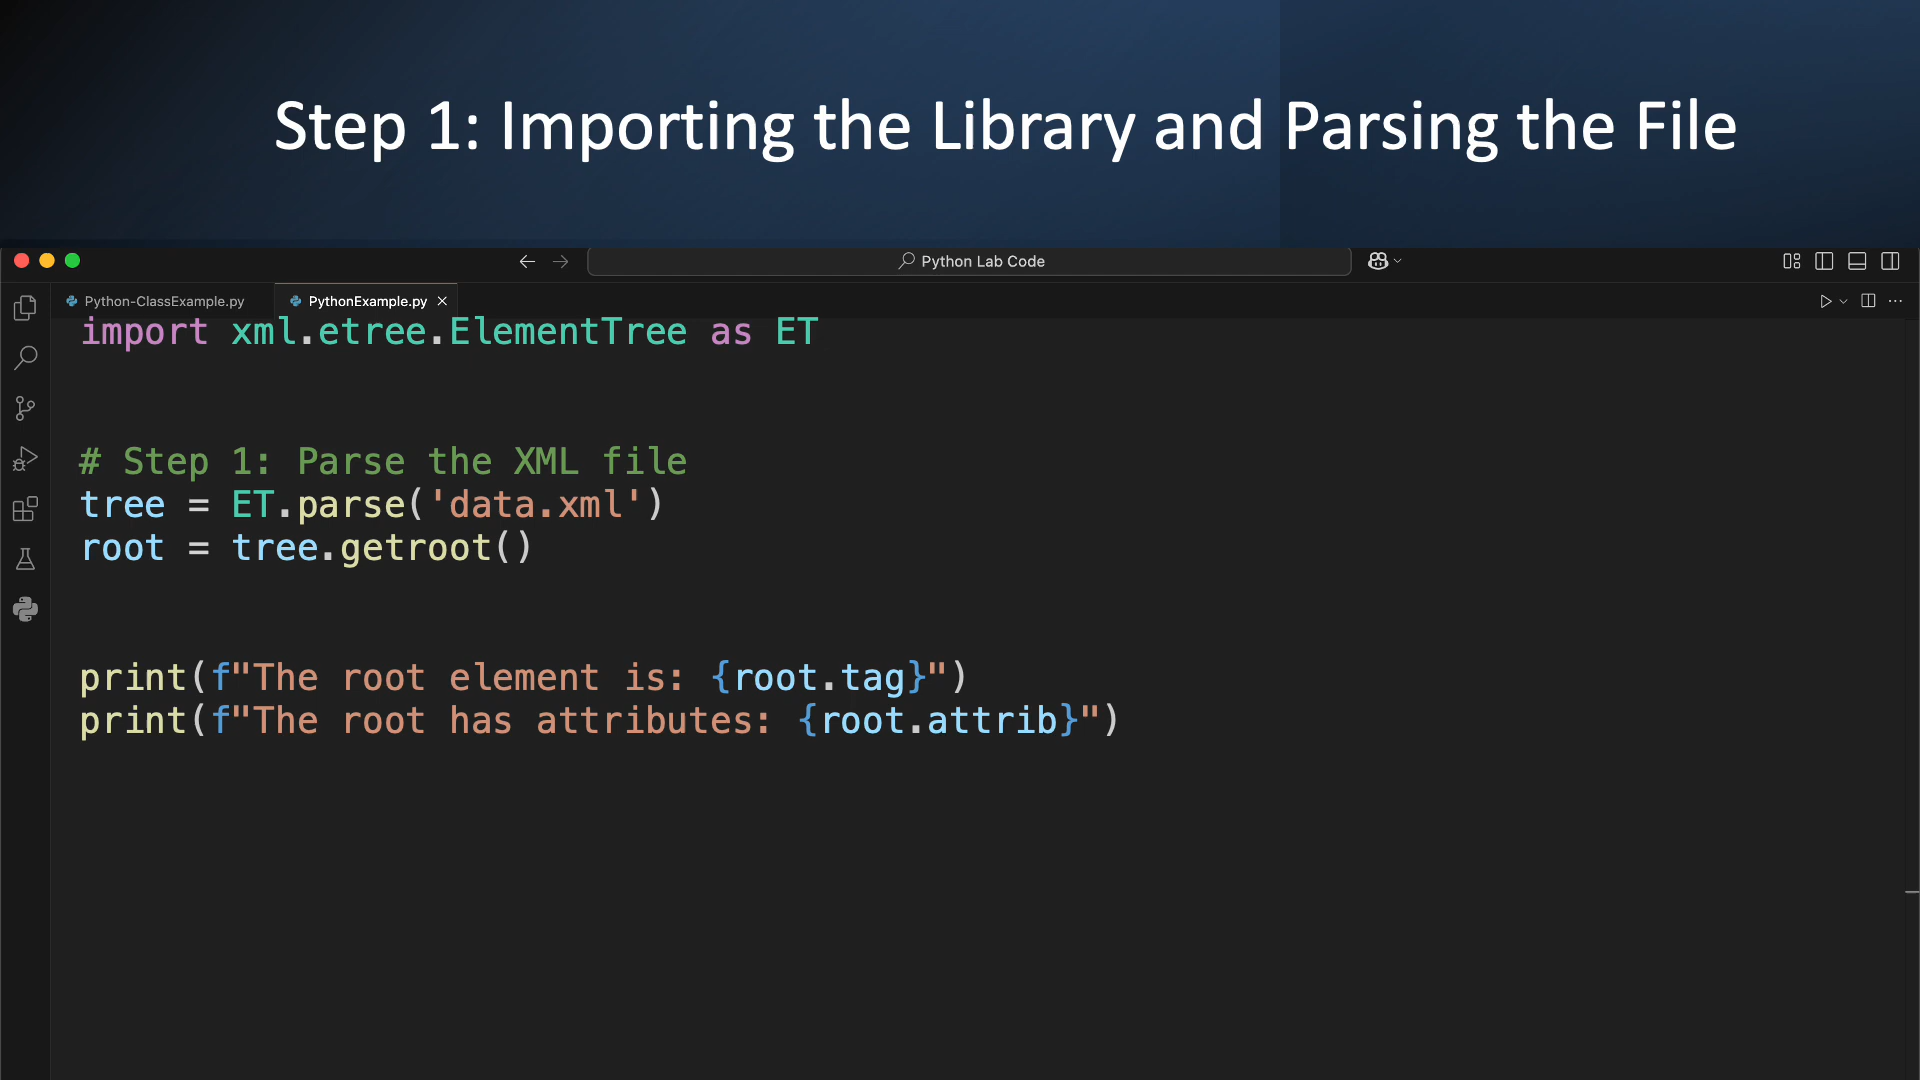 Step 1: Importing the Library and Parsing the File
Python Lab Code
Python-ClassExample.py
PythonExample.py
import xml.etree.ElementTree as ET
# Step 1: Parse the XML file
tree = ET.parse('data.xml')
root = tree.getroot()
print(f"The root element is: {root.tag}")
print(f"The root has attributes: {root.attrib}")